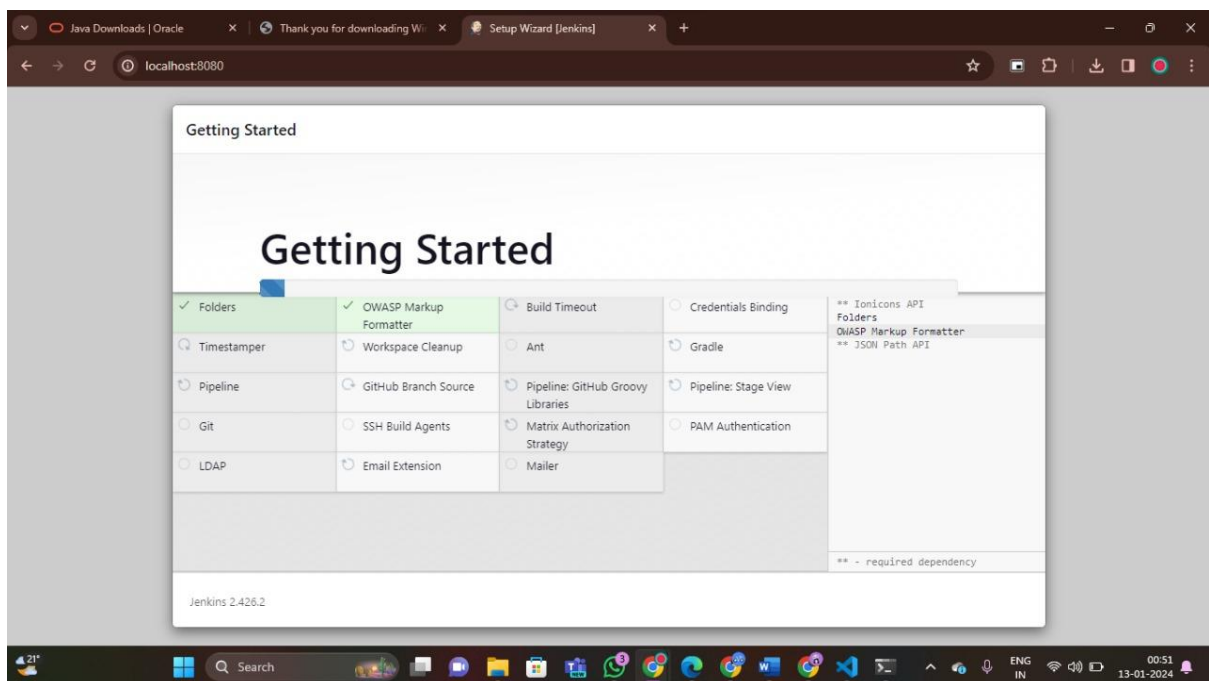 Java Downloads | Oracle
Thank you for downloading Wi
Setup Wizard [Jenkins]
localhost:8080
Getting Started
Getting Started
Folders
OWASP Markup
Formatter
Build Timeout
Credentials Binding
Timestamper
Workspace Cleanup
Ant
Gradle
Pipeline
GitHub Branch Source
Pipeline: GitHub Groovy
Libraries
Pipeline: Stage View
Git
SSH Build Agents
Matrix Authorization
Strategy
PAM Authentication
LDAP
Email Extension
Mailer
** Ionicons API
Folders
OWASP Markup Formatter
** JSON Path API
** - required dependency
Jenkins 2.426.2
21°
Search
3
ENG
IN
00:51
13-01-2024